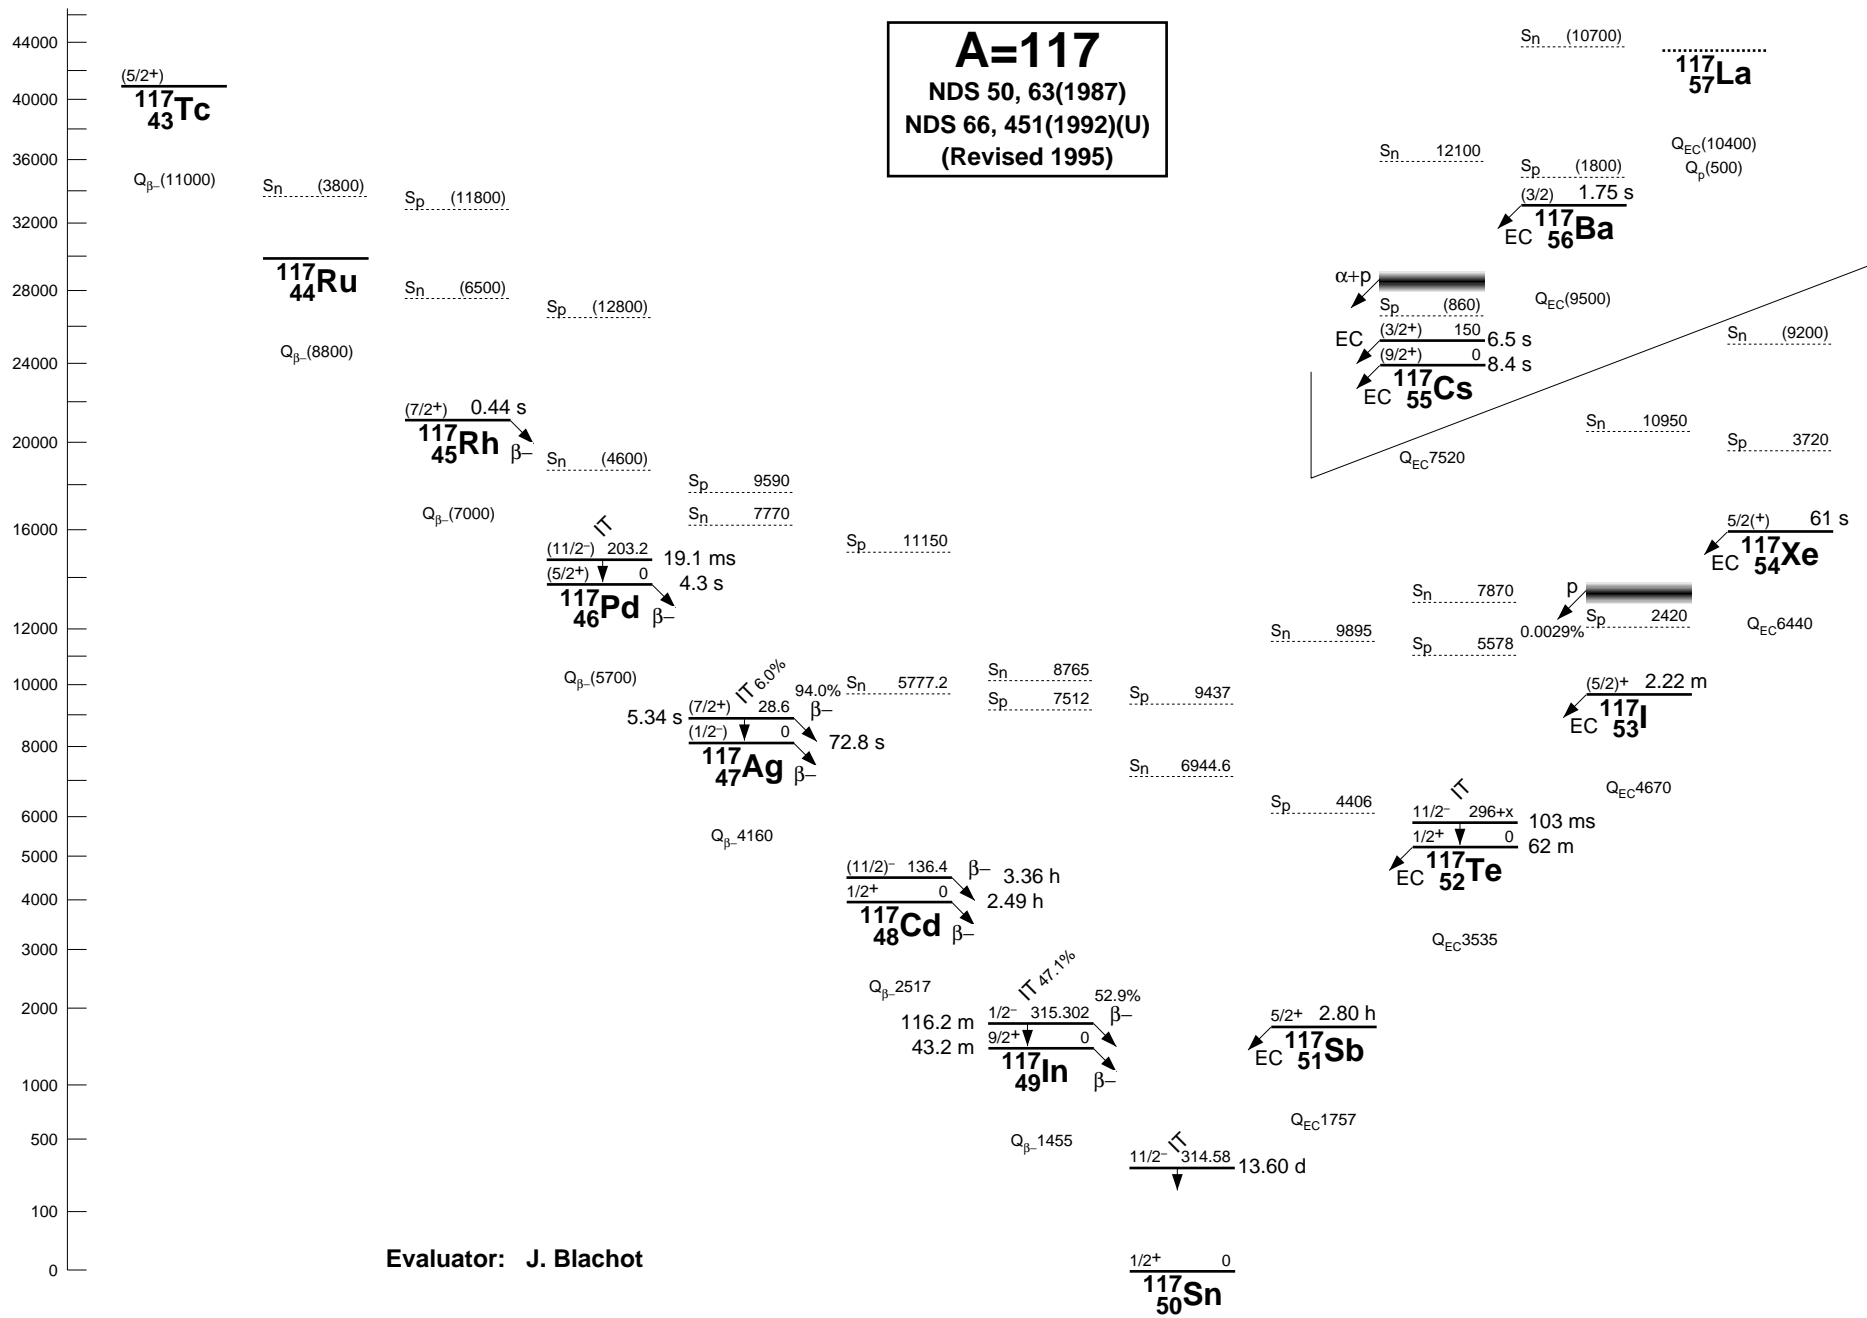 A=117
NDS 50, 63(1987)
NDS 66, 451(1992)(U)
(Revised 1995)
44000
40000
36000
32000
28000
24000
20000
16000
12000
10000
8000
6000
5000
4000
3000
2000
1000
500
100
0
(5/2+)
117
43Tc
Qβ−(11000)
Sn (3800)
117
44Ru
Qβ−(8800)
Sp (11800)
Sn (6500)
(7/2+) 0.44 s
117
45Rh β−
Qβ−(7000)
Sp (12800)
Sn (4600)
IT
(11/2−) 203.2 19.1 ms
(5/2+) 0 4.3 s
117
46Pd β−
Qβ−(5700)
Sp 9590
Sn 7770
IT 6.0%
94.0%
5.34 s (7/2+) 28.6 β−
(1/2−) 0 72.8 s
117
47Ag β−
Qβ−4160
Sp 11150
Sn 5777.2
(11/2)− 136.4 β− 3.36 h
1/2+ 0 2.49 h
117
48Cd β−
Qβ−2517
Sn 8765
Sp 7512
IT 47.1%
52.9%
116.2 m 1/2− 315.302 β−
43.2 m 9/2+ 0
117
49In β−
Qβ−1455
Sp 9437
Sn 6944.6
IT
11/2− 314.58 13.60 d
1/2+ 0
117
50Sn
Sn 9895
Sp 4406
5/2+ 2.80 h
EC 117
51Sb
QEC1757
Sn 7870
Sp 5578
IT
11/2− 296+x 103 ms
1/2+ 0 62 m
EC 117
52Te
QEC3535
Sn 10950
p
0.0029%
Sp 2420
(5/2)+ 2.22 m
EC 117
53I
QEC4670
Sn (9200)
Sp 3720
5/2(+) 61 s
EC 117
54Xe
QEC6440
Sn 12100
α+p
Sp (860)
EC (3/2+) 150 6.5 s
(9/2+) 0 8.4 s
EC 117
55Cs
QEC7520
Sn (10700)
Sp (1800)
(3/2) 1.75 s
EC 117
56Ba
QEC(9500)
117
57La
QEC(10400)
Qp(500)
Evaluator: J. Blachot